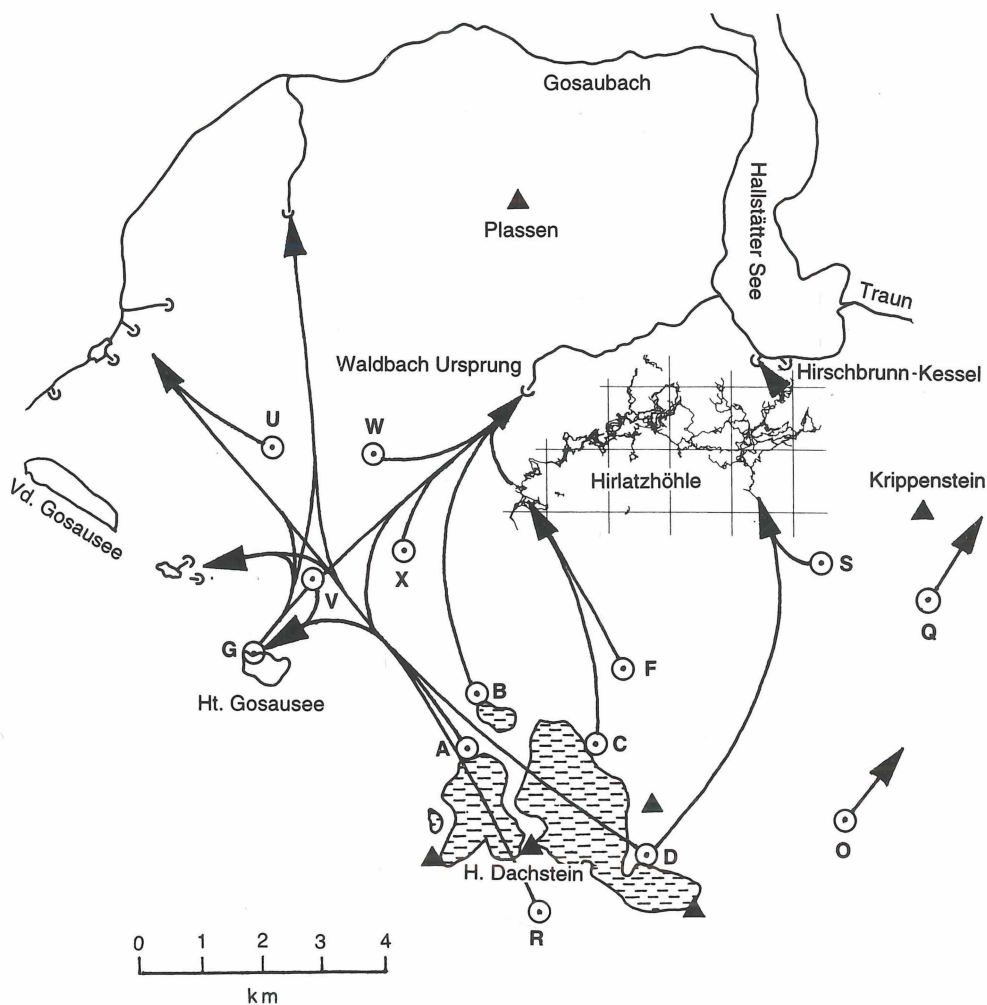 Gosaubach
Plassen
Hallstätter See
Traun
Waldbach Ursprung
Hirschbrunn-Kessel
U
W
Hirlatzhöhle
Krippenstein
Vd. Gosausee
X
V
S
Q
G
F
Ht. Gosausee
B
A
C
O
D
H. Dachstein
R
0 1 2 3 4
km